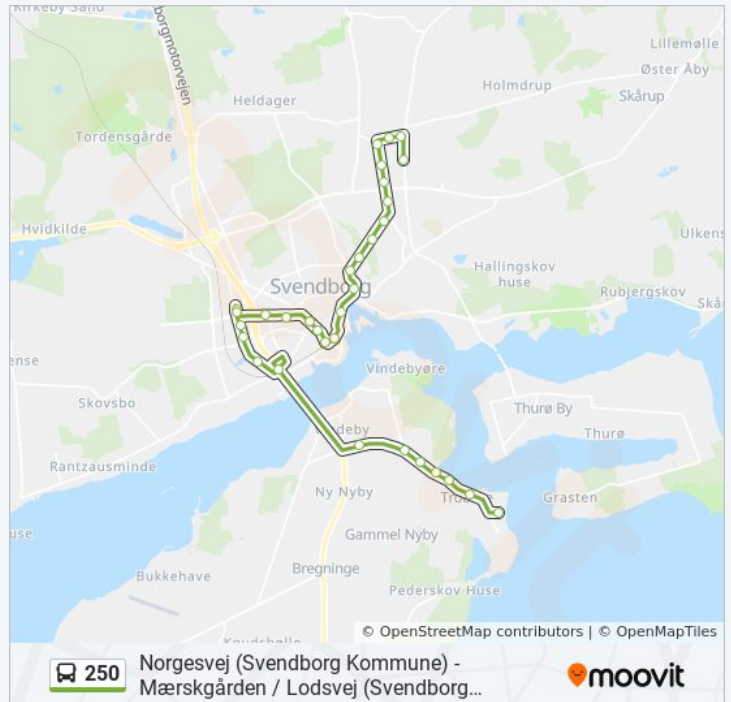 Kirkeby Sand
borgmotorvejen
Lillemølle
Øster Åby
Heldager
Holmdrup
Skårup
Tordensgårde
Hvidkilde
Ulkens
Hallingskov
huse
Svendborg
Rubjergskov
Skå
ense
Vindebyøre
Skovsbo
Thurø By
Thurø
Rantzausminde
Grasten
Ny Nyby
use
Gammel Nyby
Bregninge
Bukkehave
Pederskov Huse
© OpenStreetMap contributors | © OpenMapTiles
250
Norgesvej (Svendborg Kommune) -
Mærskgården / Lodsvej (Svendborg...
moovit